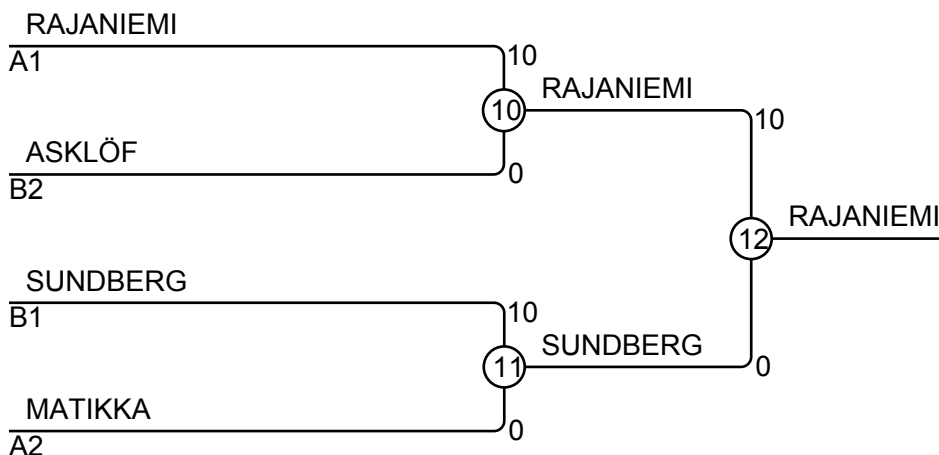 RAJANIEMI
A1
10
10
RAJANIEMI
10
ASKLÖF
B2
0
12
RAJANIEMI
SUNDBERG
B1
10
11
SUNDBERG
0
MATIKKA
A2
0